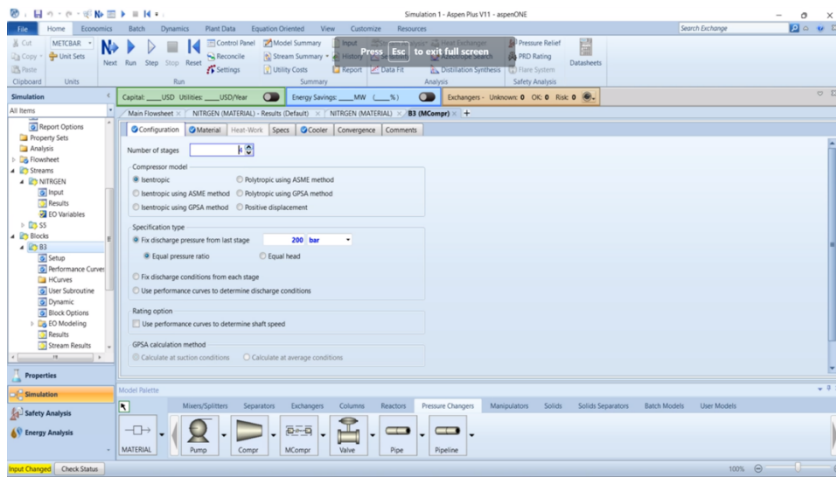 Simulation 1 - Aspen Plus V11 - aspenONE
File Home Economics Batch Dynamics Plant Data Equation Oriented View Customize Resources Search Exchange
Cut METCBAR Control Panel Model Summary Input Heat Exchanger Pressure Relief
Copy Unit Sets Next Run Step Stop Reset Reconcile Stream Summary History PRD Rating Datasheets
Paste Settings Utility Costs Report Data Fit Distillation Synthesis Flare System
Press Esc to exit full screen
Clipboard Units Run Summary Analysis Safety Analysis
Simulation Capital: USD Utilities: USD/Year Energy Savings: MW ( %) Exchangers - Unknown: 0 OK: 0 Risk: 0
All Items Main Flowsheet NITRGEN (MATERIAL) - Results (Default) NITRGEN (MATERIAL) B3 (MCompr) +
Report Options
Property Sets
Analysis
Flowsheet
Streams
NITRGEN
Input
Results
EO Variables
S5
Blocks
B3
Setup
Performance Curves
HCurves
User Subroutine
Dynamic
Block Options
EO Modeling
Results
Stream Results
Configuration Material Heat-Work Specs Cooler Convergence Comments
Number of stages
Compressor model
Isentropic Polytropic using ASME method
Isentropic using ASME method Polytropic using GPSA method
Isentropic using GPSA method Positive displacement
Specification type
Fix discharge pressure from last stage 200 bar
Equal pressure ratio Equal head
Fix discharge conditions from each stage
Use performance curves to determine discharge conditions
Rating option
Use performance curves to determine shaft speed
GPSA calculation method
Calculate at suction conditions Calculate at average conditions
Properties
Simulation
Safety Analysis
Energy Analysis
Model Palette
Mixers/Splitters Separators Exchangers Columns Reactors Pressure Changers Manipulators Solids Solids Separators Batch Models User Models
MATERIAL Pump Compr MCompr Valve Pipe Pipeline
Input Changed Check Status 100%